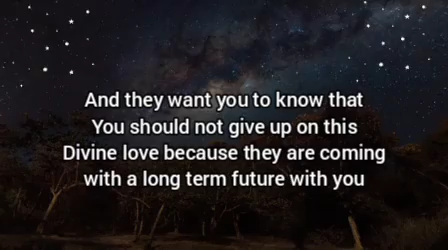 And they want you to know that
You should not give up on this
Divine love because they are coming
with a long term future with you